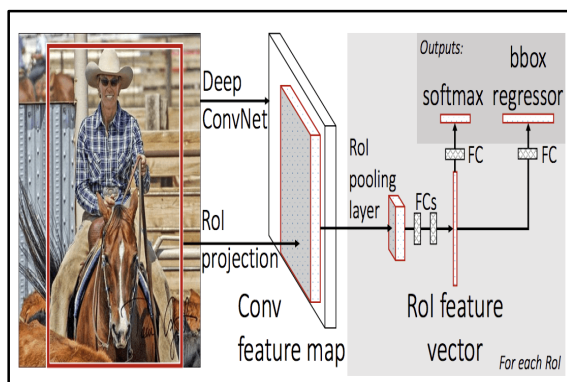 Outputs:
bbox
softmax regressor
Deep
ConvNet
FC
FC
RoI
pooling
layer
FCs
RoI
projection
Conv
feature map
RoI feature
vector
For each RoI